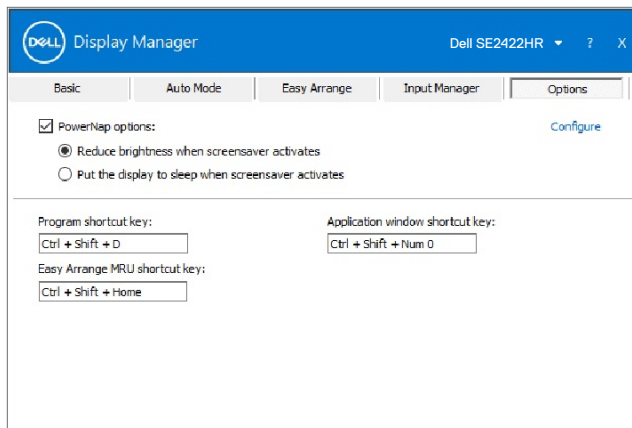 DELL Display Manager Dell SE2422HR ? X
Basic Auto Mode Easy Arrange Input Manager Options
PowerNap options: Configure
Reduce brightness when screensaver activates
Put the display to sleep when screensaver activates
Program shortcut key: Application window shortcut key:
Ctrl + Shift + D Ctrl + Shift + Num 0
Easy Arrange MRU shortcut key:
Ctrl + Shift + Home